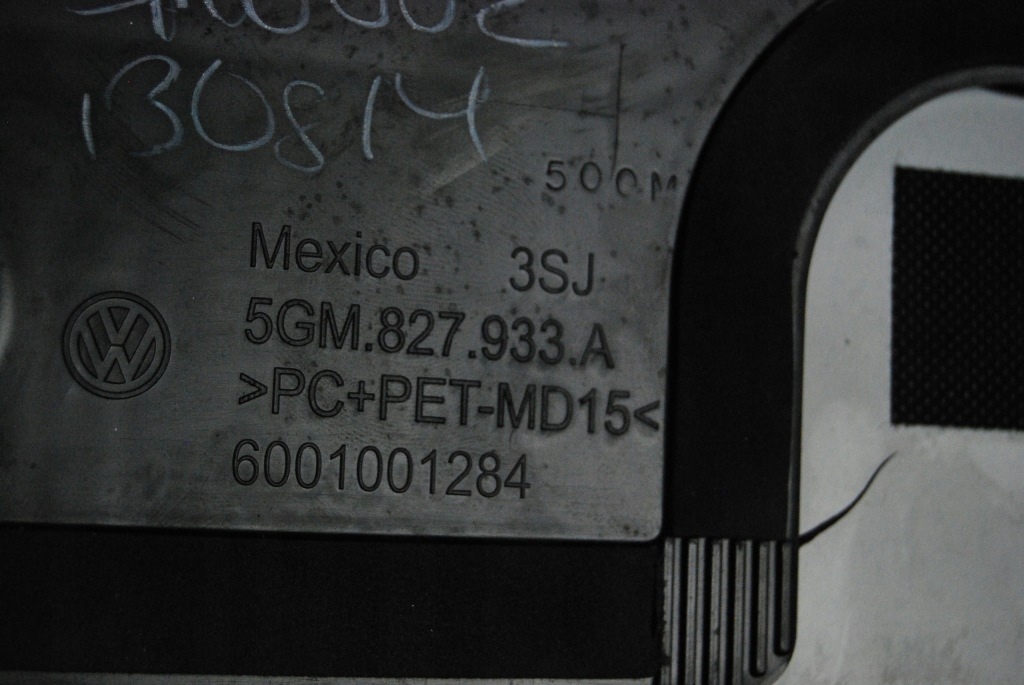 130814
500M
Mexico 3SJ
5GM.827.933.A
>PC+PET-MD15<
6001001284